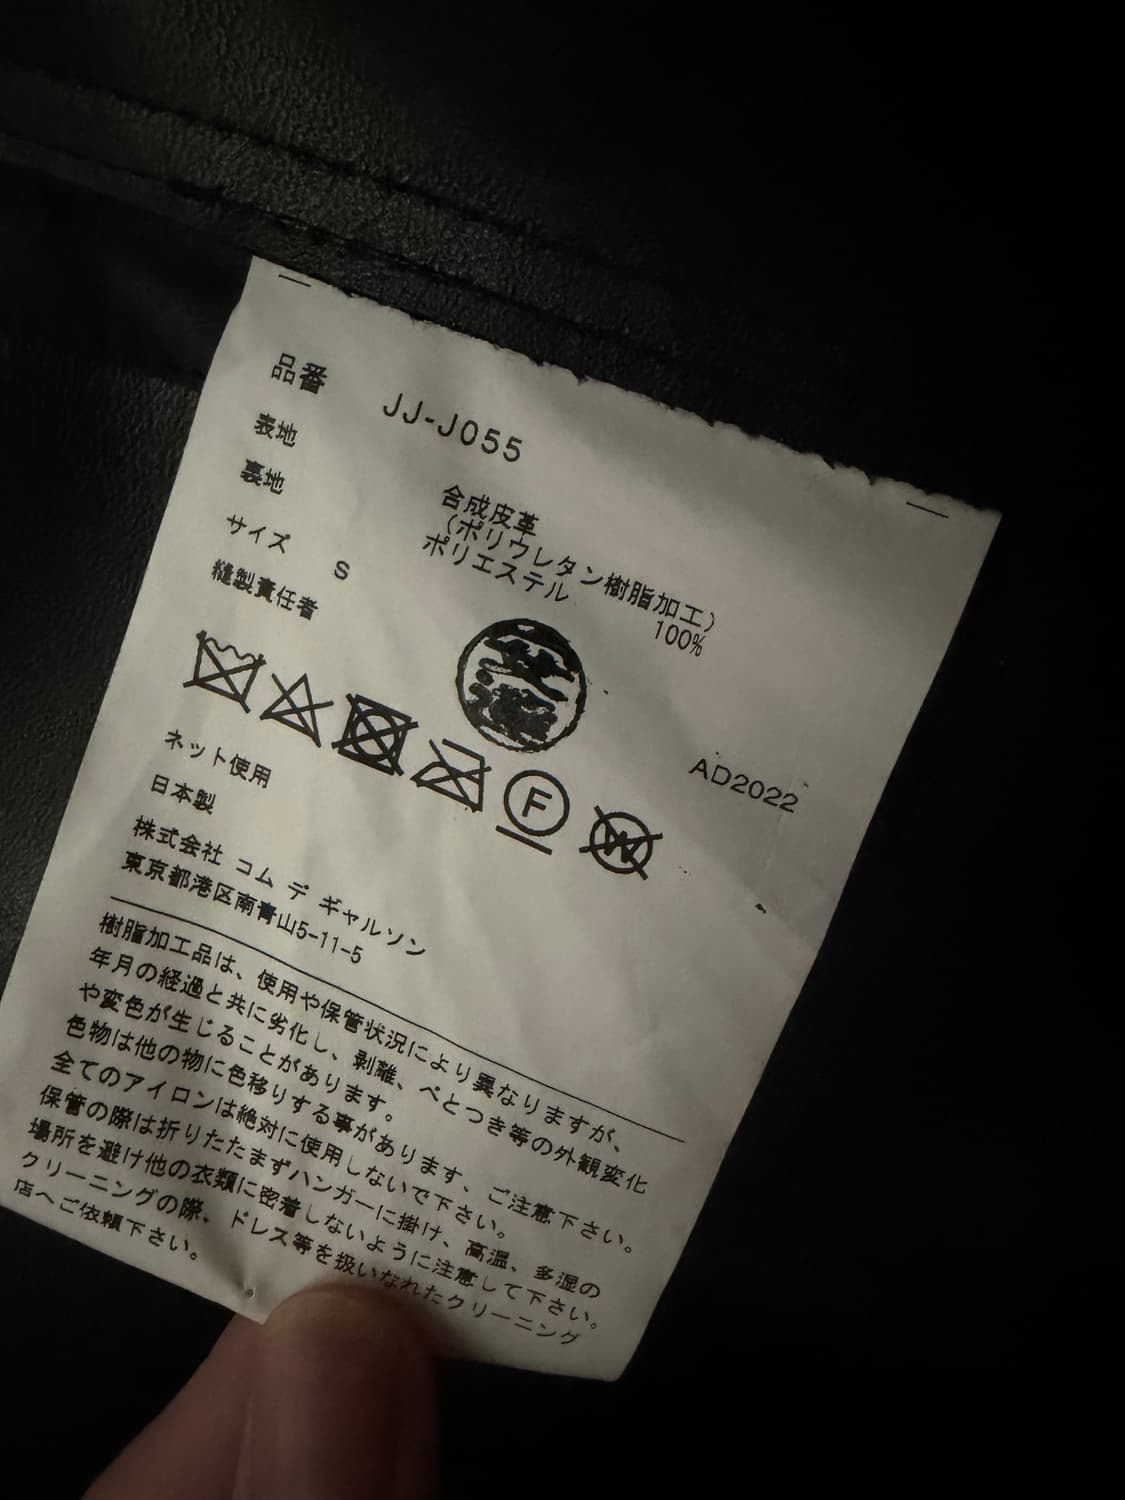 品番 JJ-J055
表地 合成皮革
(ポリウレタン樹脂加工)
裏地 ポリエステル 100%
サイズ S
縫製責任者
AD2022
F
W
ネット使用
日本製
株式会社 コム デ ギャルソン
東京都港区南青山5-11-5
樹脂加工品は、使用や保管状況により異なりますが、
年月の経過と共に劣化し、剥離、べとつき等の外観変化
や変色が生じることがあります。
色物は他の物に色移りする事があります、ご注意下さい。
全てのアイロンは絶対に使用しないで下さい。
保管の際は折りたたまずハンガーに掛け、高温、多湿の
場所を避け他の衣類に密着しないように注意して下さい。
クリーニングの際、ドレス等を扱いなれたクリーニング
店へご依頼下さい。